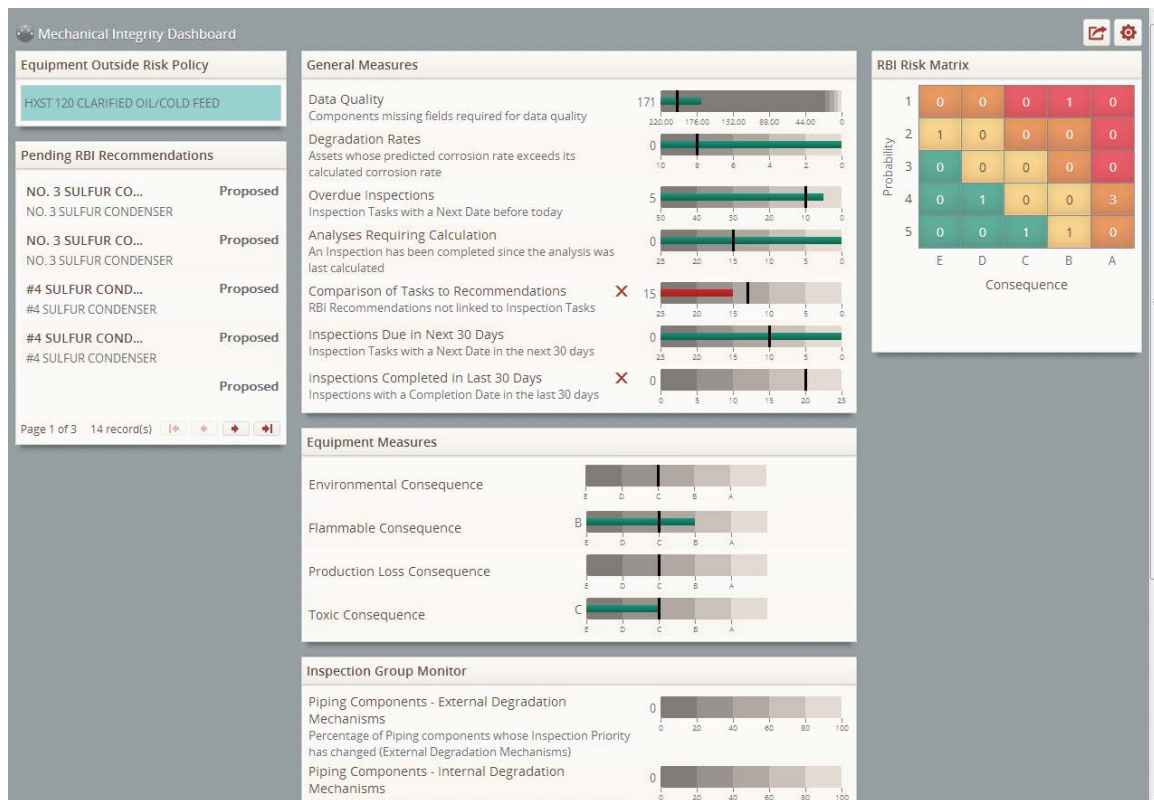 Mechanical Integrity Dashboard
Equipment Outside Risk Policy
HXST 120 CLARIFIED OIL/COLD FEED
Pending RBI Recommendations
NO. 3 SULFUR CO... Proposed
NO. 3 SULFUR CONDENSER
NO. 3 SULFUR CO... Proposed
NO. 3 SULFUR CONDENSER
#4 SULFUR COND... Proposed
#4 SULFUR CONDENSER
#4 SULFUR COND... Proposed
#4 SULFUR CONDENSER
Proposed
Page 1 of 3 14 record(s)
General Measures
Data Quality
Components missing fields required for data quality
171
220.00 176.00 132.00 88.00 44.00 0
Degradation Rates
Assets whose predicted corrosion rate exceeds its
calculated corrosion rate
0
10 8 6 4 2 0
Overdue Inspections
Inspection Tasks with a Next Date before today
5
50 40 30 20 10 0
Analyses Requiring Calculation
An Inspection has been completed since the analysis was
last calculated
0
25 20 15 10 5 0
Comparison of Tasks to Recommendations
RBI Recommendations not linked to Inspection Tasks
15
25 20 15 10 5 0
Inspections Due in Next 30 Days
Inspection Tasks with a Next Date in the next 30 days
0
25 20 15 10 5 0
Inspections Completed in Last 30 Days
Inspections with a Completion Date in the last 30 days
0
0 5 10 15 20 25
Equipment Measures
Environmental Consequence
E D C B A
Flammable Consequence
B
E D C B A
Production Loss Consequence
E D C B A
Toxic Consequence
C
E D C B A
Inspection Group Monitor
Piping Components - External Degradation
Mechanisms
Percentage of Piping components whose Inspection Priority
has changed (External Degradation Mechanisms)
0
0 20 40 60 80 100
Piping Components - Internal Degradation
Mechanisms
0
0 20 40 60 80 100
RBI Risk Matrix
Probability
1 0 0 0 1 0
2 1 0 0 0 0
3 0 0 0 0 0
4 0 1 0 0 3
5 0 0 1 1 0
E D C B A
Consequence